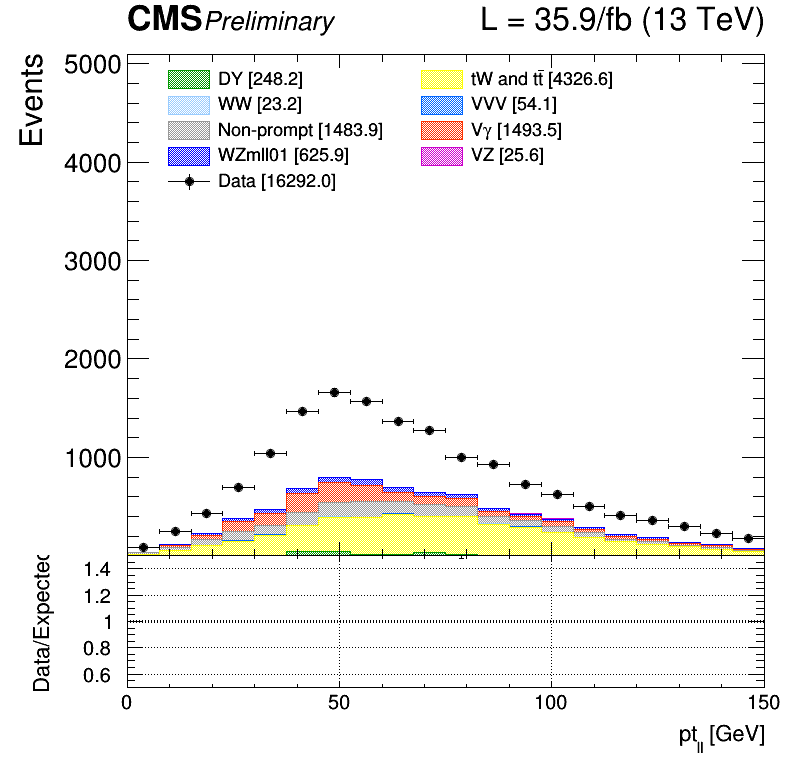 CMS Preliminary L = 35.9/fb (13 TeV)
Events
5000
4000
3000
2000
1000
DY [248.2]
WW [23.2]
Non-prompt [1483.9]
WZmll01 [625.9]
Data [16292.0]
tW and tt̄ [4326.6]
VVV [54.1]
Vγ [1493.5]
VZ [25.6]
Data/Expected
1.4
1.2
1
0.8
0.6
0 50 100 150
pt_ll [GeV]